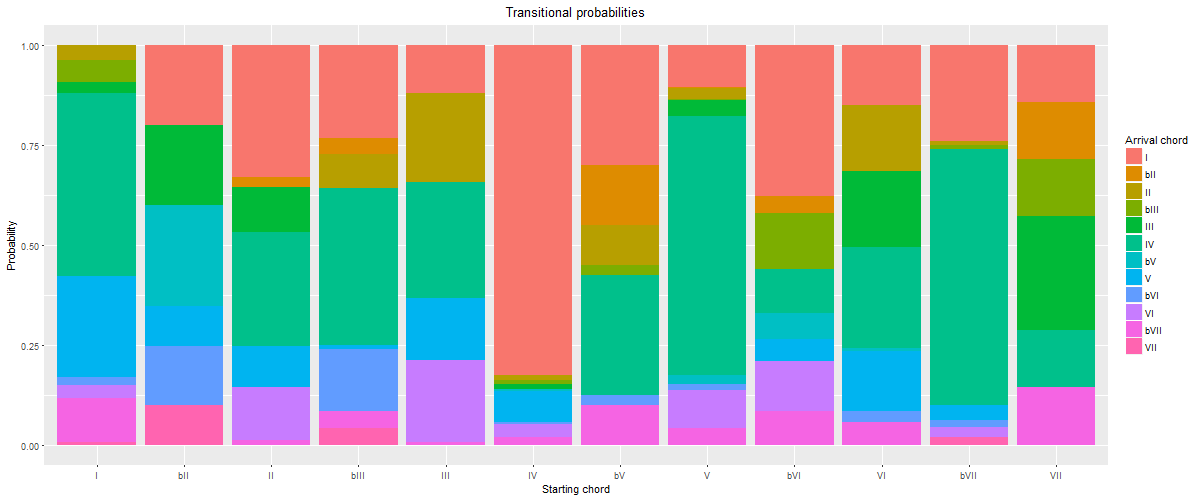 Transitional probabilities
Probability
1.00
0.75
0.50
0.25
0.00
I bII II bIII III IV bV V bVI VI bVII VII
Starting chord
Arrival chord
I
bII
II
bIII
III
IV
bV
V
bVI
VI
bVII
VII